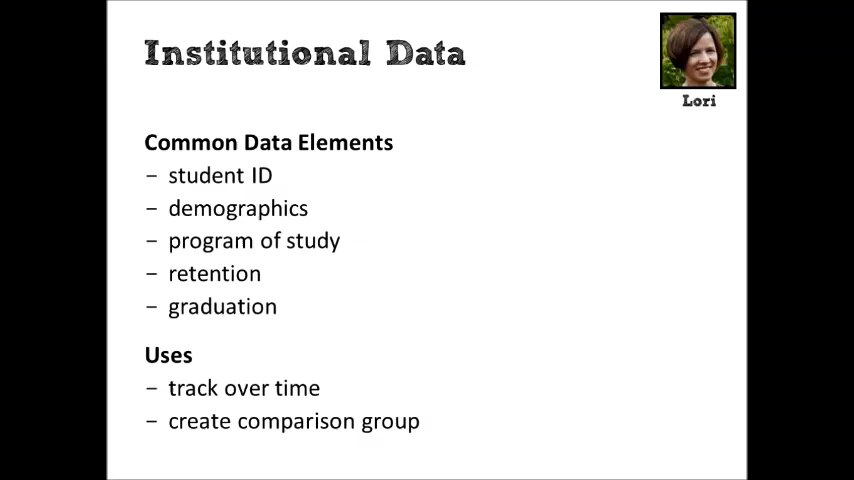 Institutional Data
Lori
Common Data Elements
– student ID
– demographics
– program of study
– retention
– graduation
Uses
– track over time
– create comparison group